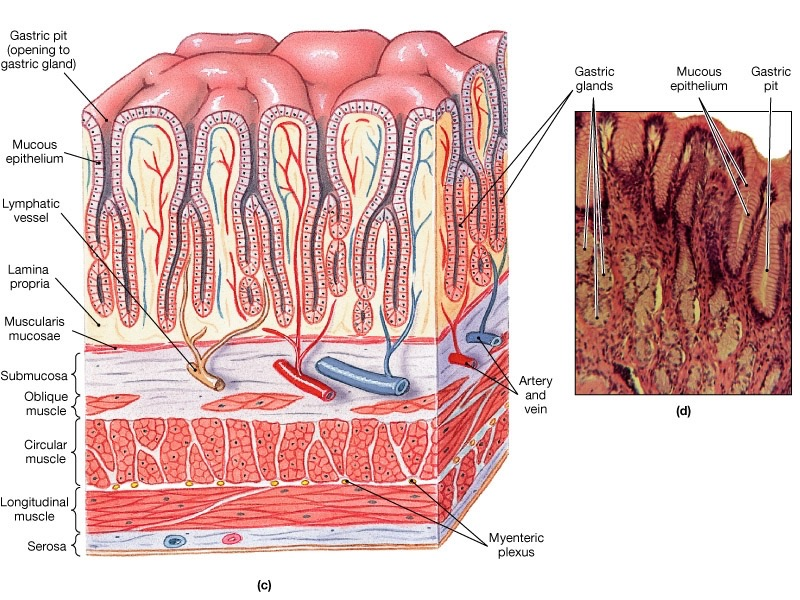 Gastric pit
(opening to
gastric gland)
Mucous
epithelium
Lymphatic
vessel
Lamina
propria
Muscularis
mucosae
Submucosa
Oblique
muscle
Circular
muscle
Longitudinal
muscle
Serosa
(c)
Gastric
glands
Artery
and
vein
Myenteric
plexus
Mucous
epithelium
Gastric
pit
(d)